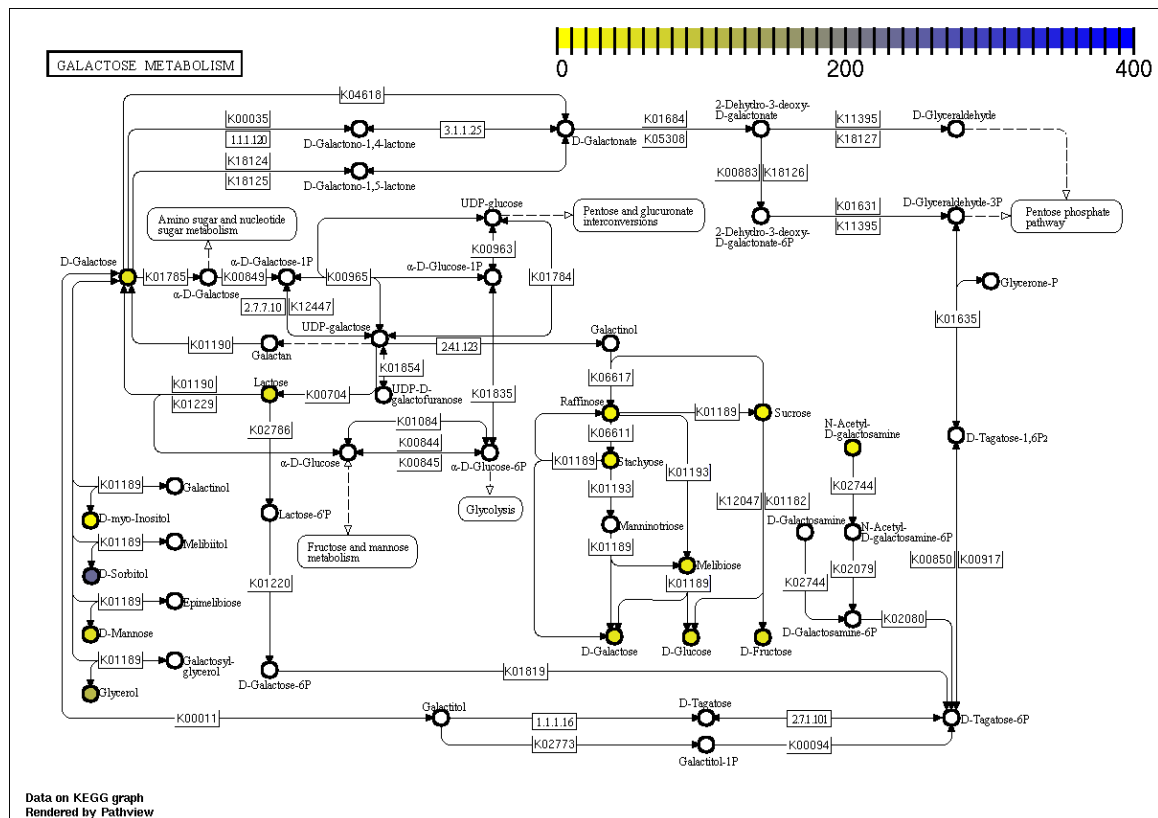 0
200
400
GALACTOSE METABOLISM
K04618
K00035
1.1.1.120
D-Galactono-1,4-lactone
3.1.1.25
D-Galactonate
K01684
K05308
2-Dehydro-3-deoxy-
D-galactonate
K11395
K18127
D-Glyceraldehyde
K18124
K18125
D-Galactono-1,5-lactone
K00883
K18126
Amino sugar and nucleotide
sugar metabolism
UDP-glucose
Pentose and glucuronate
interconversions
2-Dehydro-3-deoxy-
D-galactonate-6P
K01631
K11395
D-Glyceraldehyde-3P
Pentose phosphate
pathway
D-Galactose
K01785
α-D-Galactose
K00849
α-D-Galactose-1P
K00965
α-D-Glucose-1P
K00963
K01784
2.7.7.10
K12447
Glycerone-P
K01635
UDP-galactose
K01190
Galactan
2.4.1.123
Galactinol
K01854
UDP-D-
galactofuranose
K01190
K01229
Lactose
K00704
K01835
K06617
Raffinose
K01189
Sucrose
N-Acetyl-
D-galactosamine
K02786
K01084
K00844
K00845
α-D-Glucose
α-D-Glucose-6P
K06611
K01189
Stachyose
K01193
K01193
D-Tagatose-1,6P2
K02744
K01189
Galactinol
D-myo-Inositol
Glycolysis
K12047
K01182
Lactose-6'P
Manninotriose
D-Galactosamine
N-Acetyl-
D-galactosamine-6P
K01189
Melibiitol
D-Sorbitol
Fructose and mannose
metabolism
K01189
Melibiose
K01189
K02744
K02079
K00850
K00917
K01220
K01189
Epimelibiose
D-Mannose
D-Galactose
D-Glucose
D-Fructose
D-Galactosamine-6P
K02080
K01189
Galactosyl-
glycerol
Glycerol
D-Galactose-6P
K01819
K00011
Galactitol
1.1.1.16
D-Tagatose
2.7.1.101
D-Tagatose-6P
K02773
Galactitol-1P
K00094
Data on KEGG graph
Rendered by Pathview